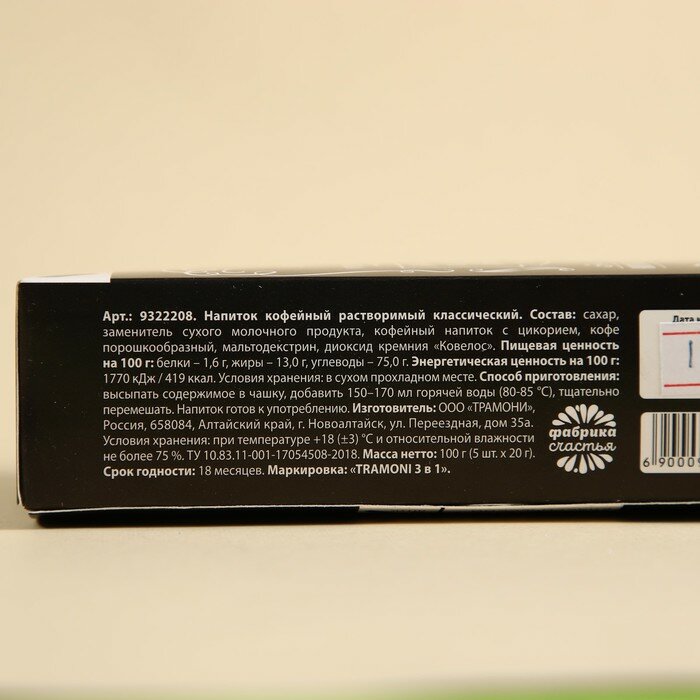 Арт.: 9322208. Напиток кофейный растворимый классический. Состав: сахар,
заменитель сухого молочного продукта, кофейный напиток с цикорием, кофе
порошкообразный, мальтодекстрин, диоксид кремния «Ковелос». Пищевая ценность
на 100 г: белки – 1,6 г, жиры – 13,0 г, углеводы – 75,0 г. Энергетическая ценность на 100 г:
1770 кДж / 419 ккал. Условия хранения: в сухом прохладном месте. Способ приготовления:
высыпать содержимое в чашку, добавить 150–170 мл горячей воды (80-85 °С), тщательно
перемешать. Напиток готов к употреблению. Изготовитель: ООО «ТРАМОНИ»,
Россия, 658084, Алтайский край, г. Новоалтайск, ул. Переездная, дом 35а.
Условия хранения: при температуре +18 (±3) °С и относительной влажности
не более 75 %. ТУ 10.83.11-001-17054508-2018. Масса нетто: 100 г (5 шт. х 20 г).
Срок годности: 18 месяцев. Маркировка: «TRAMONI 3 в 1».
фабрика
счастья
Дата
1
6 90009